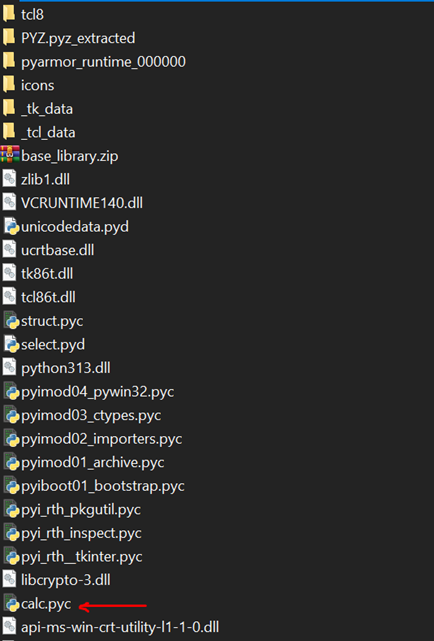 tcl8
PYZ.pyz_extracted
pyarmor_runtime_000000
icons
_tk_data
_tcl_data
base_library.zip
zlib1.dll
VCRUNTIME140.dll
unicodedata.pyd
ucrtbase.dll
tk86t.dll
tcl86t.dll
struct.pyc
select.pyd
python313.dll
pyimod04_pywin32.pyc
pyimod03_ctypes.pyc
pyimod02_importers.pyc
pyimod01_archive.pyc
pyiboot01_bootstrap.pyc
pyi_rth_pkgutil.pyc
pyi_rth_inspect.pyc
pyi_rth__tkinter.pyc
libcrypto-3.dll
calc.pyc
api-ms-win-crt-utility-l1-1-0.dll